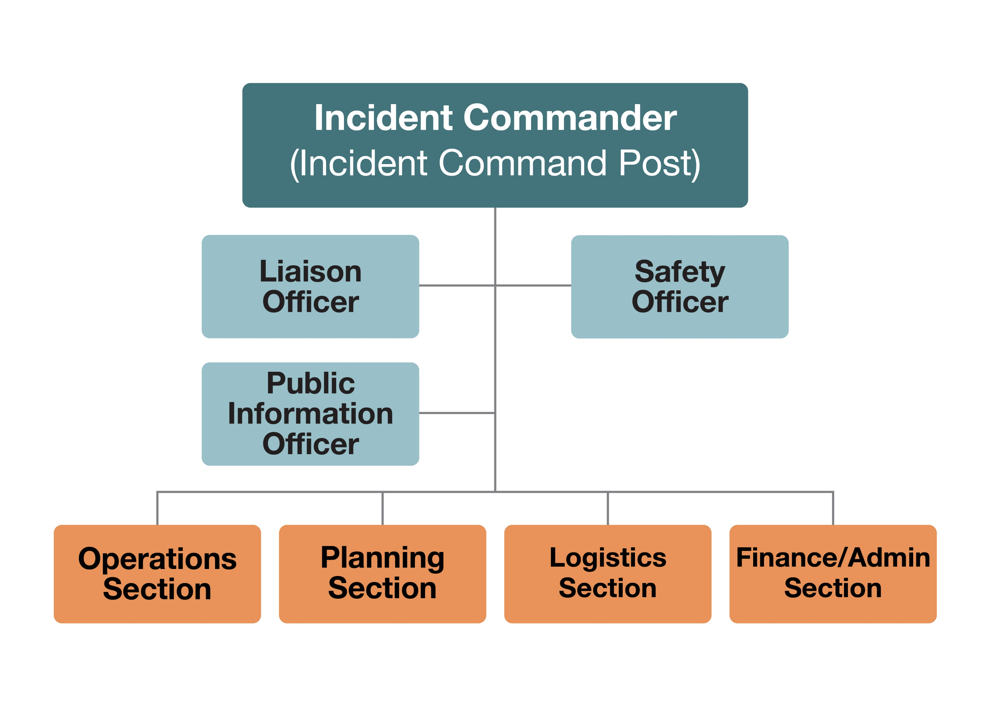 Incident Commander
(Incident Command Post)
Liaison
Officer
Safety
Officer
Public
Information
Officer
Operations
Section
Planning
Section
Logistics
Section
Finance/Admin
Section